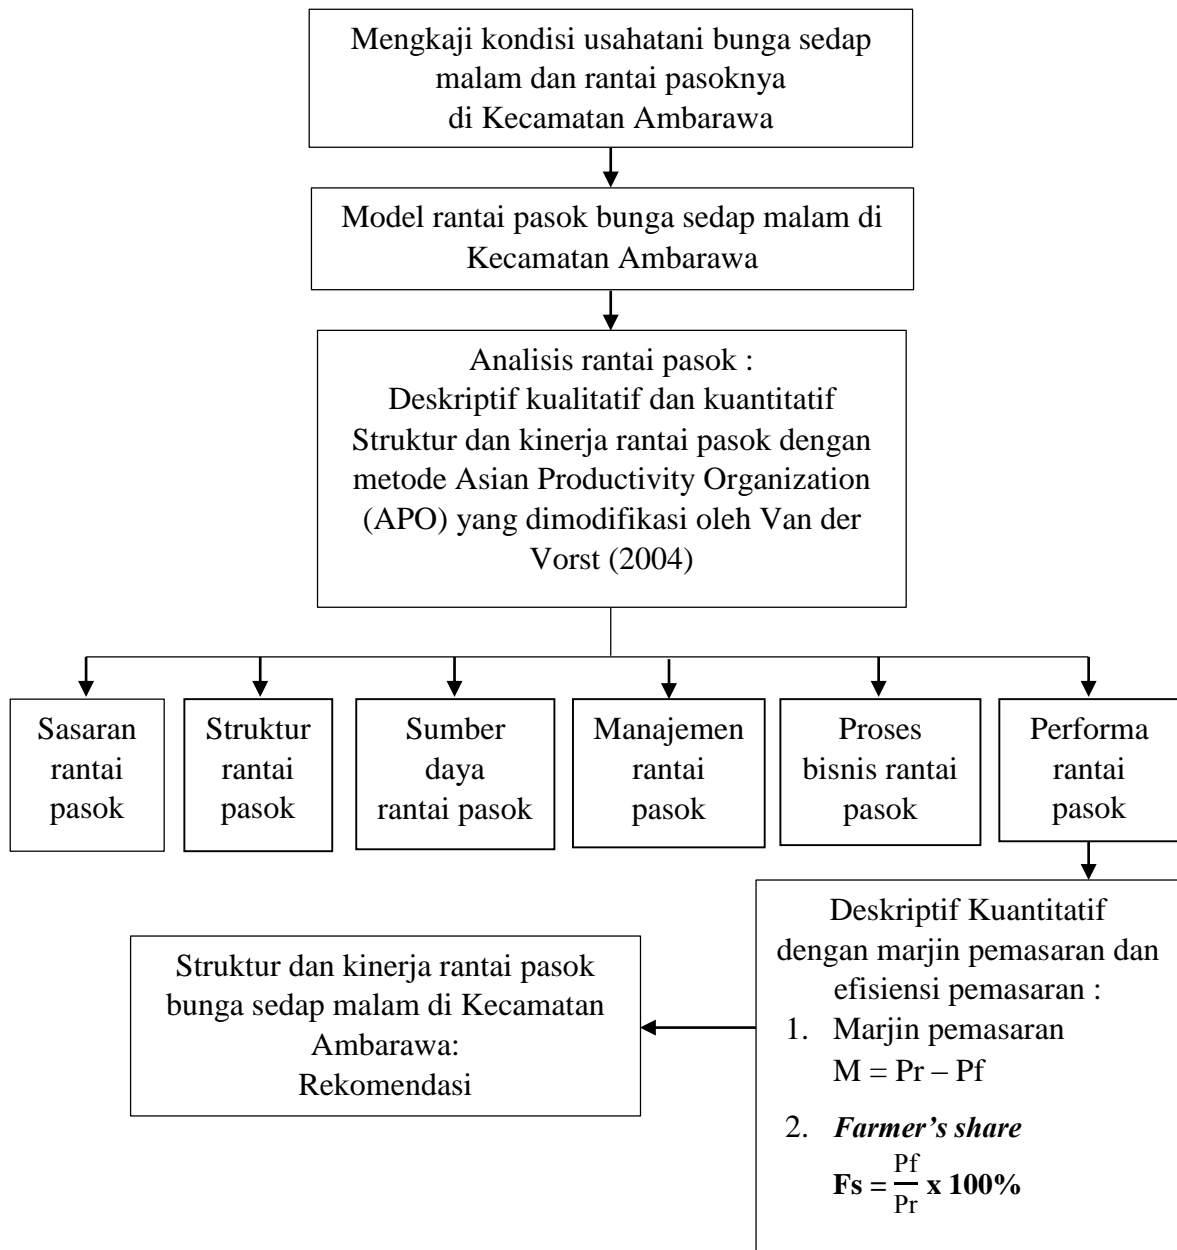 Mengkaji kondisi usahatani bunga sedap
malam dan rantai pasoknya
di Kecamatan Ambarawa
Model rantai pasok bunga sedap malam di
Kecamatan Ambarawa
Analisis rantai pasok :
Deskriptif kualitatif dan kuantitatif
Struktur dan kinerja rantai pasok dengan
metode Asian Productivity Organization
(APO) yang dimodifikasi oleh Van der
Vorst (2004)
Sasaran
rantai
pasok
Struktur
rantai
pasok
Sumber
daya
rantai pasok
Manajemen
rantai
pasok
Proses
bisnis rantai
pasok
Performa
rantai
pasok
Deskriptif Kuantitatif
dengan marjin pemasaran dan
efisiensi pemasaran :
1. Marjin pemasaran
M = Pr – Pf
2. Farmer’s share
Fs = Pf/Pr x 100%
Struktur dan kinerja rantai pasok
bunga sedap malam di Kecamatan
Ambarawa:
Rekomendasi